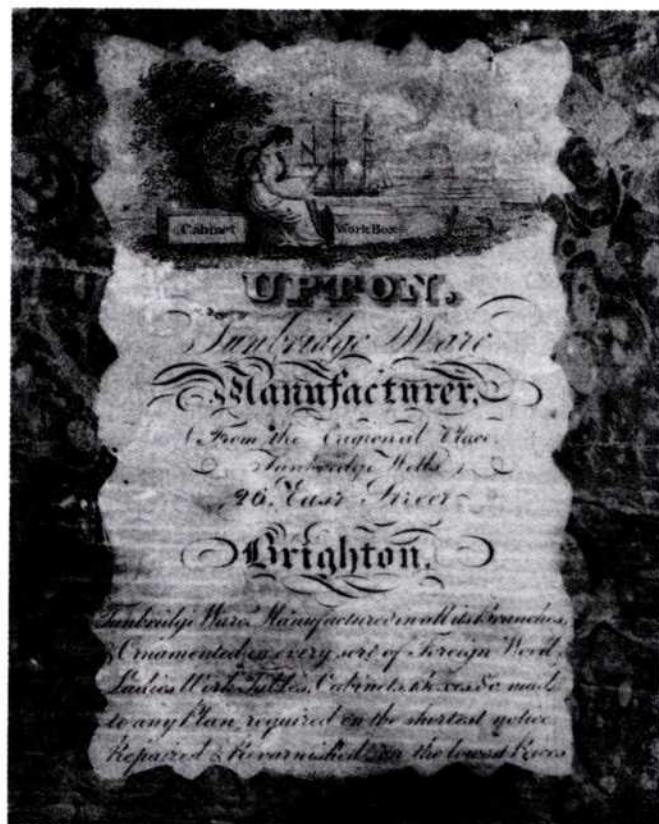 Cabinet
Work Box
UPTON,
Tunbridge Ware
Manufacturer,
From the Origional Place,
Tunbridge Wells
26, East Street
Brighton.
Tunbridge Ware, Manufactured in all its Branches,
& Ornamented in every sort of Foreign Wood,
Ladies Work Tables, Cabinets, Boxes &c made
to any Plan, required on the shortest notice
Repaired & Revarnished on the lowest